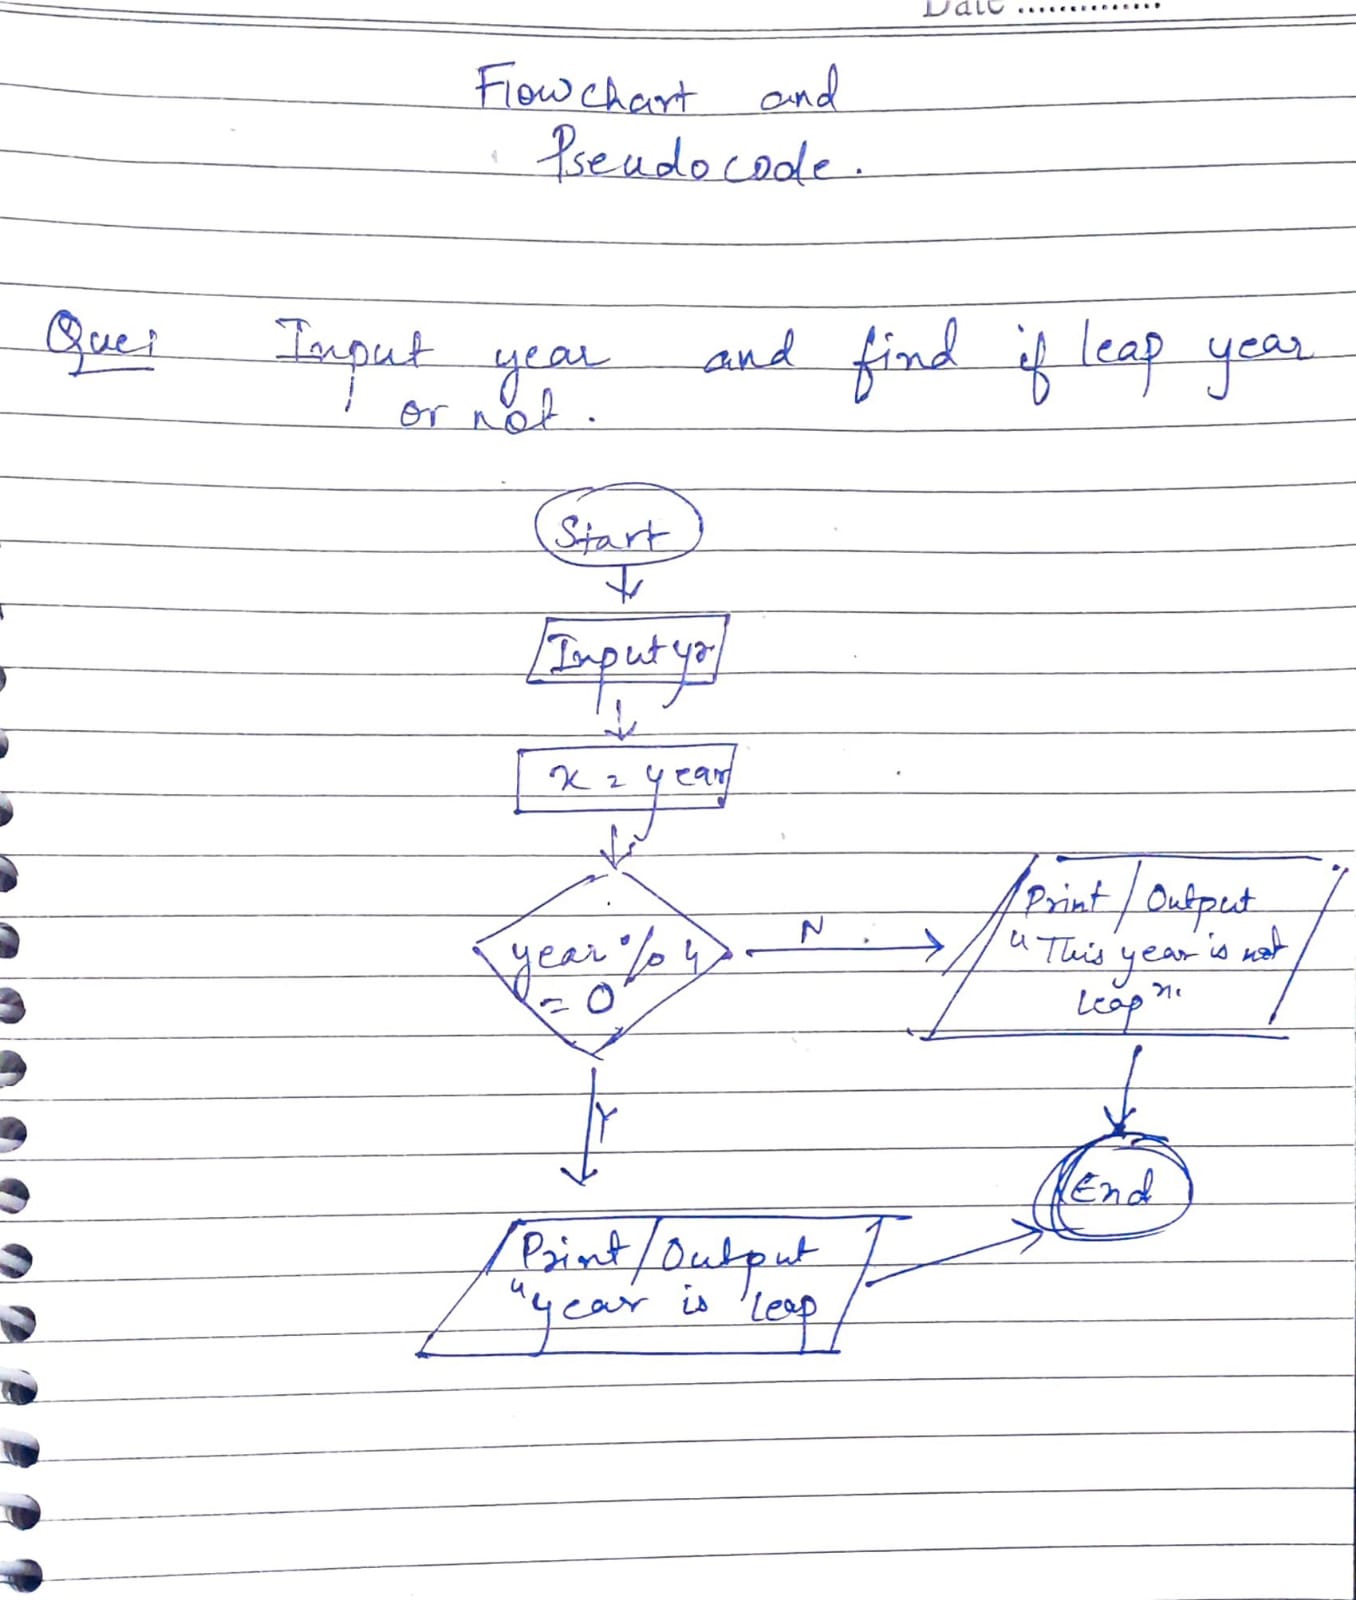 Date ..............
Flowchart and
Pseudocode.
Que:  Input year and find if leap year
or not.
Start
Input yr
x = year
year % 4
= 0
N
Print / Output
"This year is not
leap".
Y
End
Print / Output
"year is leap